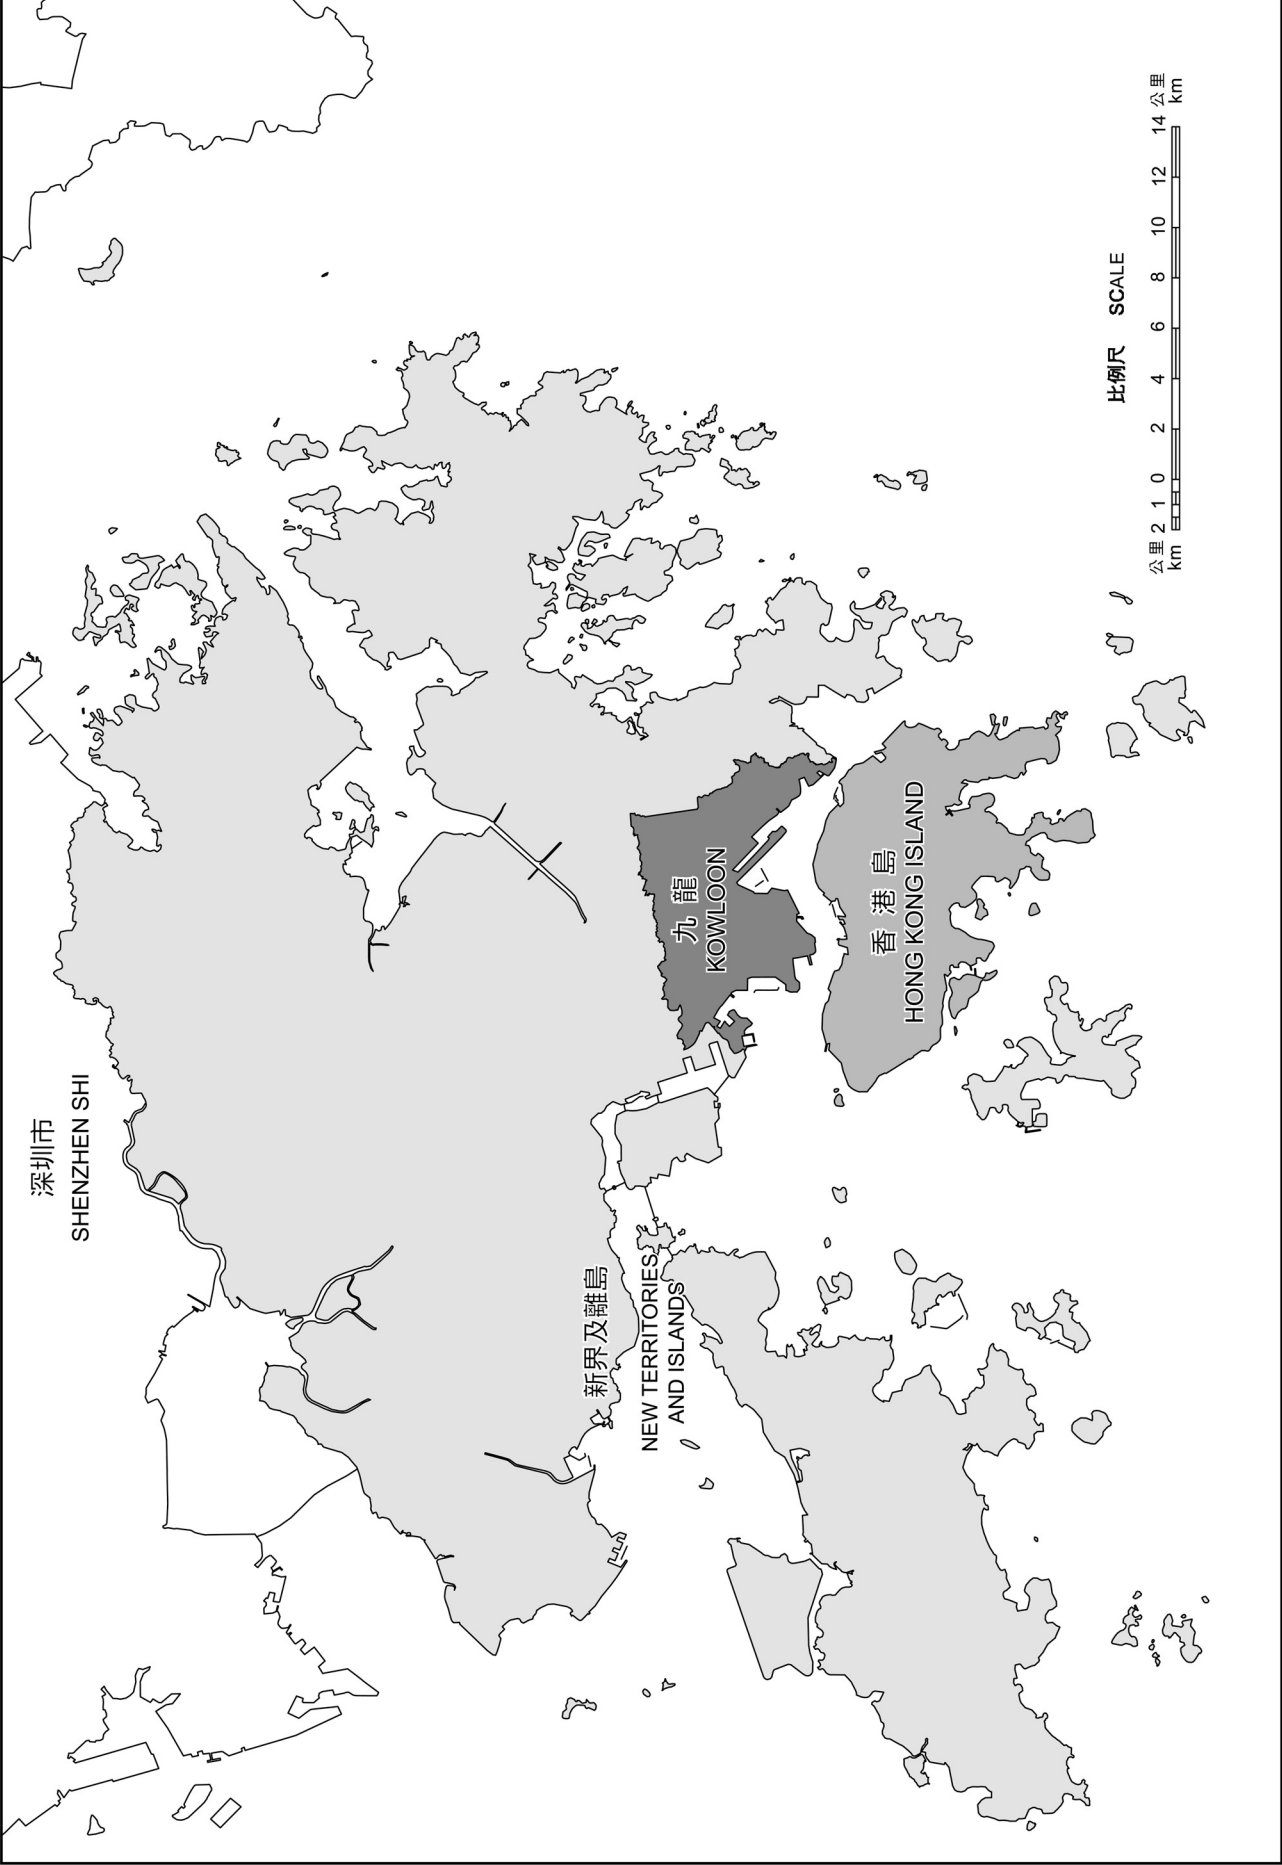 深圳市
SHENZHEN SHI
新界及離島
NEW TERRITORIES
AND ISLANDS
九龍
KOWLOON
香港島
HONG KONG ISLAND
比例尺 SCALE
公里 2 1 0 2 4 6 8 10 12 14 公里
km km